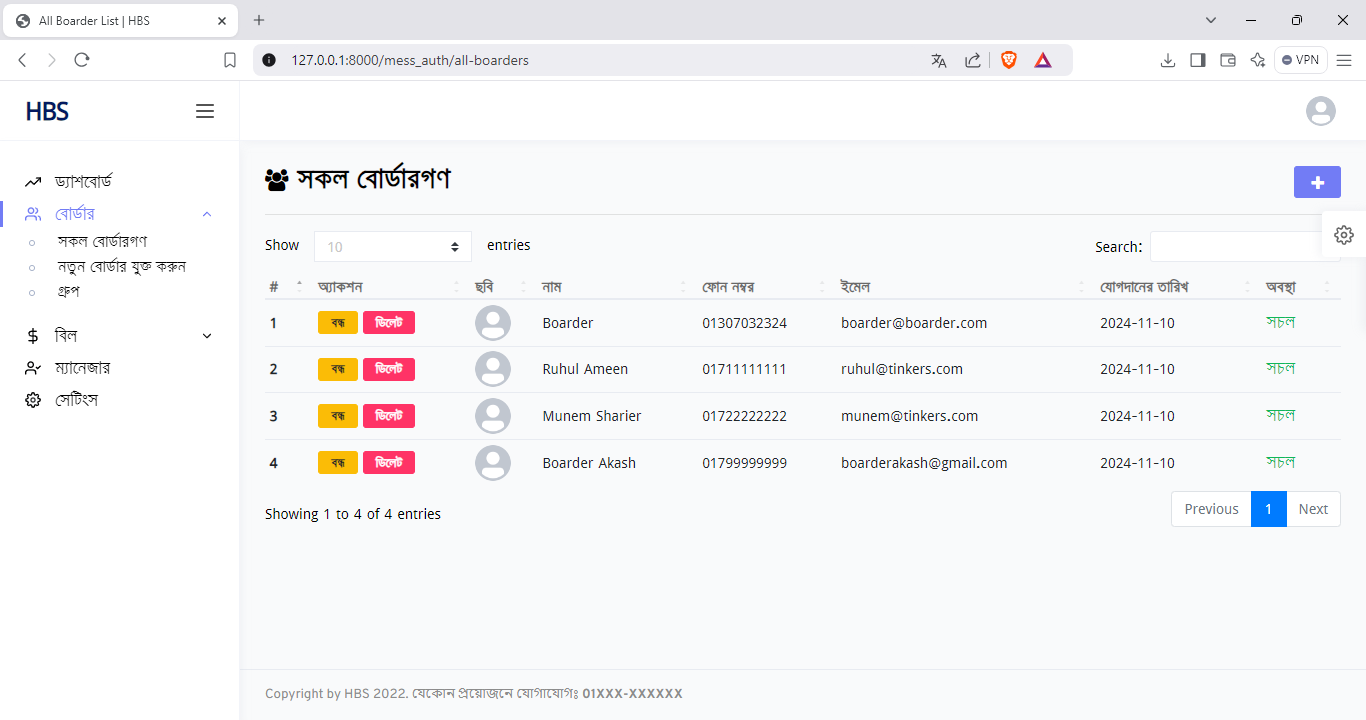 All Boarder List | HBS
127.0.0.1:8000/mess_auth/all-boarders
VPN
HBS
ড্যাশবোর্ড
বোর্ডার
সকল বোর্ডারগণ
নতুন বোর্ডার যুক্ত করুন
গ্রুপ
বিল
ম্যানেজার
সেটিংস
সকল বোর্ডারগণ
Show 10 entries Search:
# অ্যাকশন ছবি নাম ফোন নম্বর ইমেল যোগদানের তারিখ অবস্থা
1 বন্ধ ডিলেট Boarder 01307032324 boarder@boarder.com 2024-11-10 সচল
2 বন্ধ ডিলেট Ruhul Ameen 01711111111 ruhul@tinkers.com 2024-11-10 সচল
3 বন্ধ ডিলেট Munem Sharier 01722222222 munem@tinkers.com 2024-11-10 সচল
4 বন্ধ ডিলেট Boarder Akash 01799999999 boarderakash@gmail.com 2024-11-10 সচল
Showing 1 to 4 of 4 entries
Previous 1 Next
Copyright by HBS 2022. যেকোন প্রয়োজনে যোগাযোগঃ 01XXX-XXXXXX